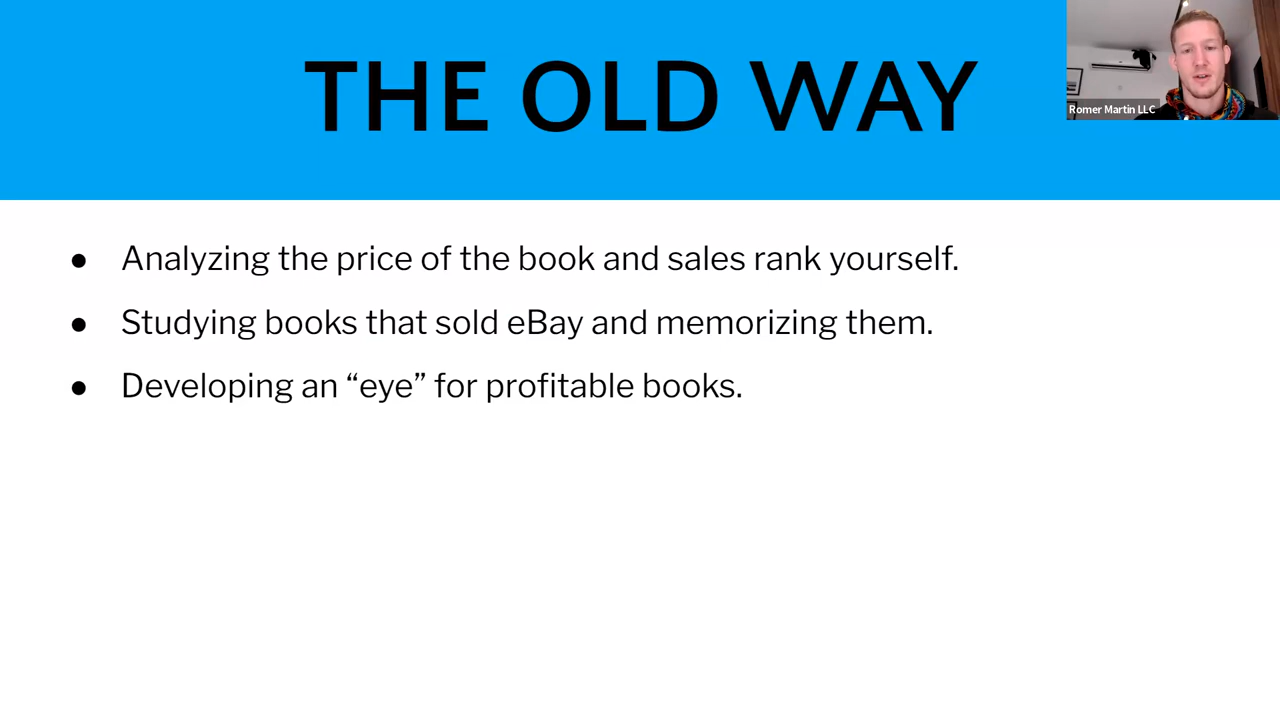 THE OLD WAY
Romer Martin LLC
● Analyzing the price of the book and sales rank yourself.
● Studying books that sold eBay and memorizing them.
● Developing an “eye” for profitable books.